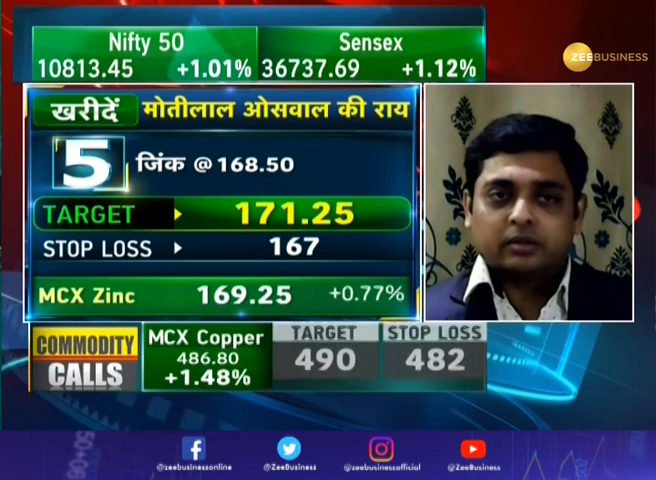 Nifty 50 Sensex
10813.45 +1.01% 36737.69 +1.12%
ZEEBUSINESS
खरीदें मोतीलाल ओसवाल की राय
5 जिंक @ 168.50
TARGET 171.25
STOP LOSS 167
MCX Zinc 169.25 +0.77%
COMMODITY CALLS
MCX Copper
486.80
+1.48%
TARGET
490
STOP LOSS
482
@zeebusinessonline @ZeeBusiness @zeebusinessofficial @ZeeBusiness